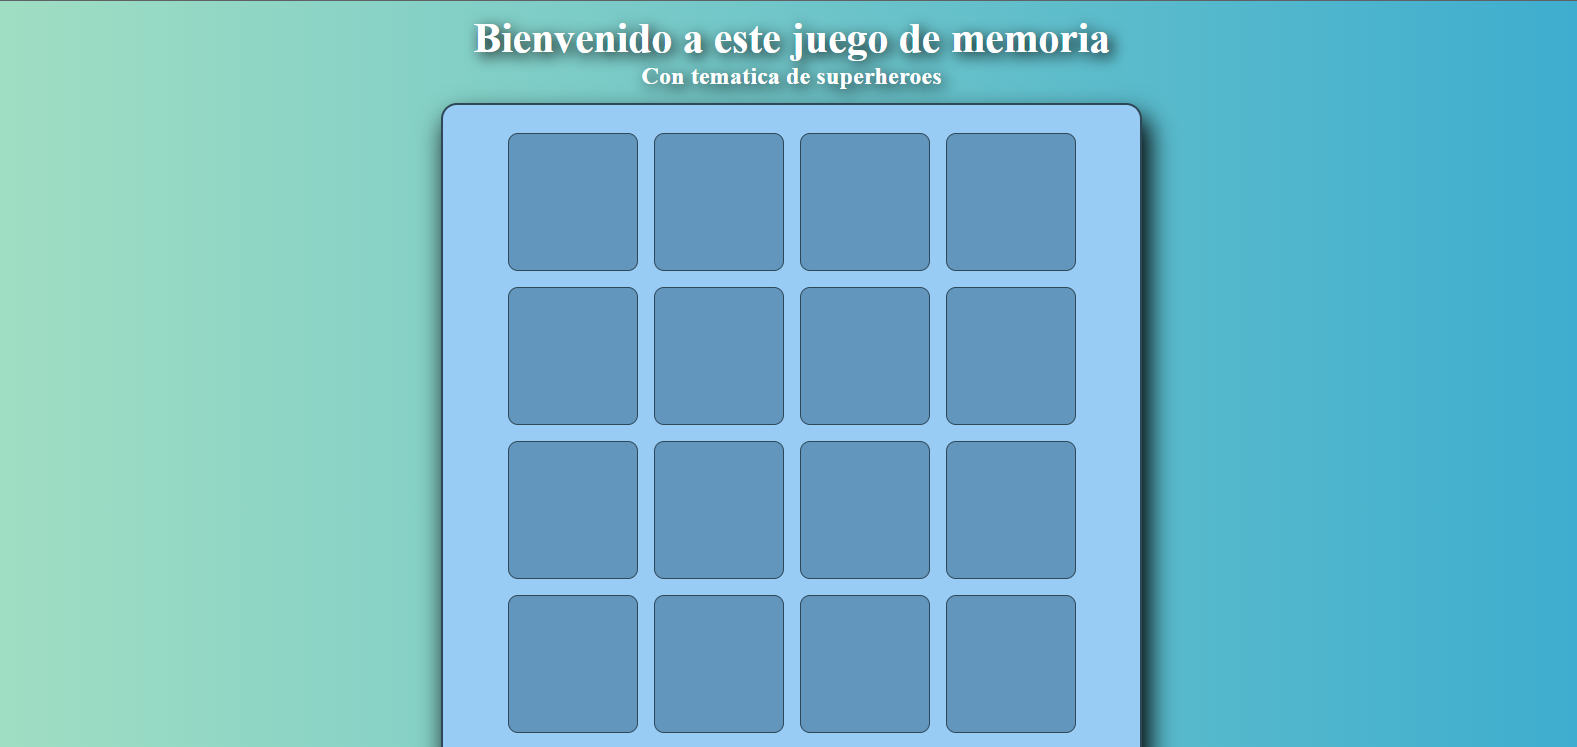 Bienvenido a este juego de memoria
Con tematica de superheroes